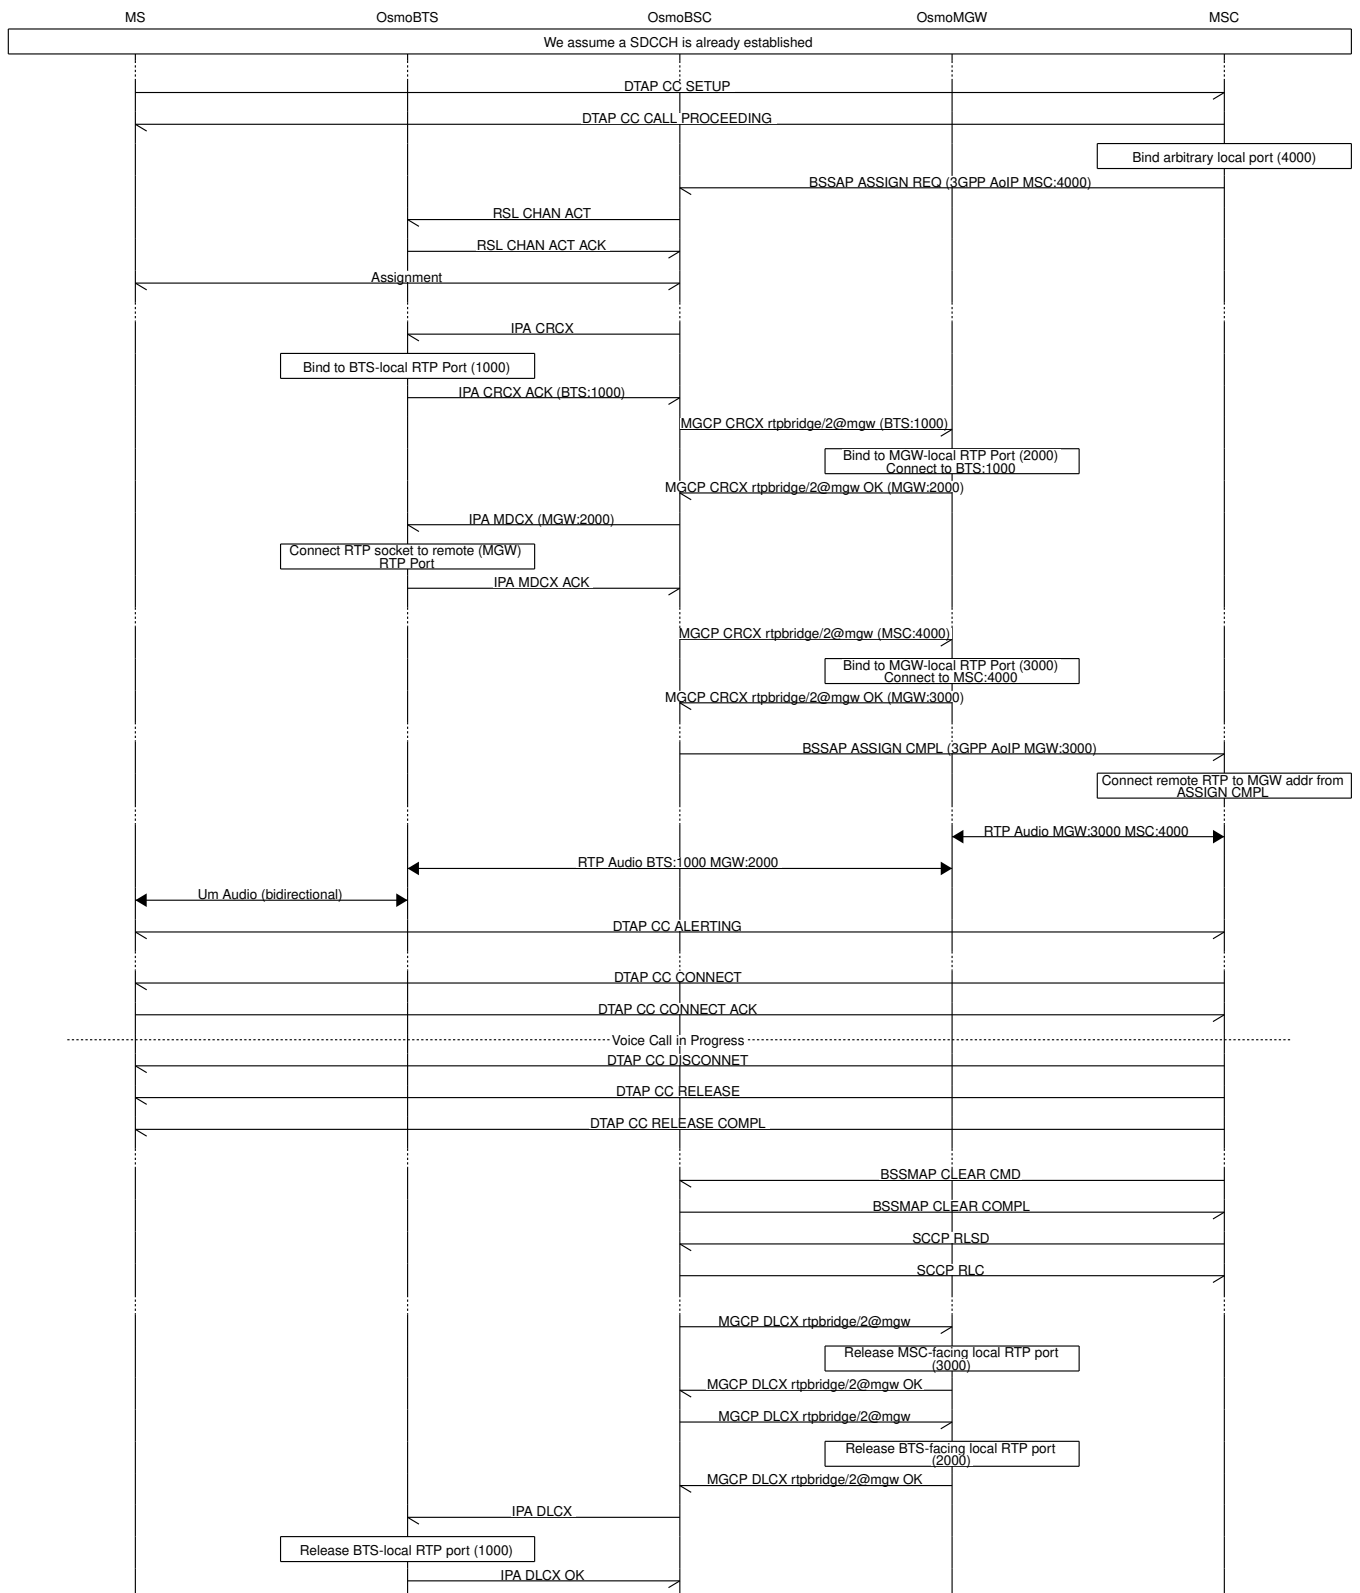 MS OsmoBTS OsmoBSC OsmoMGW MSC
We assume a SDCCH is already established
DTAP CC SETUP
DTAP CC CALL PROCEEDING
Bind arbitrary local port (4000)
BSSAP ASSIGN REQ (3GPP AoIP MSC:4000)
RSL CHAN ACT
RSL CHAN ACT ACK
Assignment
IPA CRCX
Bind to BTS-local RTP Port (1000)
IPA CRCX ACK (BTS:1000)
MGCP CRCX rtpbridge/2@mgw (BTS:1000)
Bind to MGW-local RTP Port (2000)
Connect to BTS:1000
MGCP CRCX rtpbridge/2@mgw OK (MGW:2000)
IPA MDCX (MGW:2000)
Connect RTP socket to remote (MGW)
RTP Port
IPA MDCX ACK
MGCP CRCX rtpbridge/2@mgw (MSC:4000)
Bind to MGW-local RTP Port (3000)
Connect to MSC:4000
MGCP CRCX rtpbridge/2@mgw OK (MGW:3000)
BSSAP ASSIGN CMPL (3GPP AoIP MGW:3000)
Connect remote RTP to MGW addr from
ASSIGN CMPL
RTP Audio MGW:3000 MSC:4000
RTP Audio BTS:1000 MGW:2000
Um Audio (bidirectional)
DTAP CC ALERTING
DTAP CC CONNECT
DTAP CC CONNECT ACK
Voice Call in Progress
DTAP CC DISCONNET
DTAP CC RELEASE
DTAP CC RELEASE COMPL
BSSMAP CLEAR CMD
BSSMAP CLEAR COMPL
SCCP RLSD
SCCP RLC
MGCP DLCX rtpbridge/2@mgw
Release MSC-facing local RTP port
(3000)
MGCP DLCX rtpbridge/2@mgw OK
MGCP DLCX rtpbridge/2@mgw
Release BTS-facing local RTP port
(2000)
MGCP DLCX rtpbridge/2@mgw OK
IPA DLCX
Release BTS-local RTP port (1000)
IPA DLCX OK